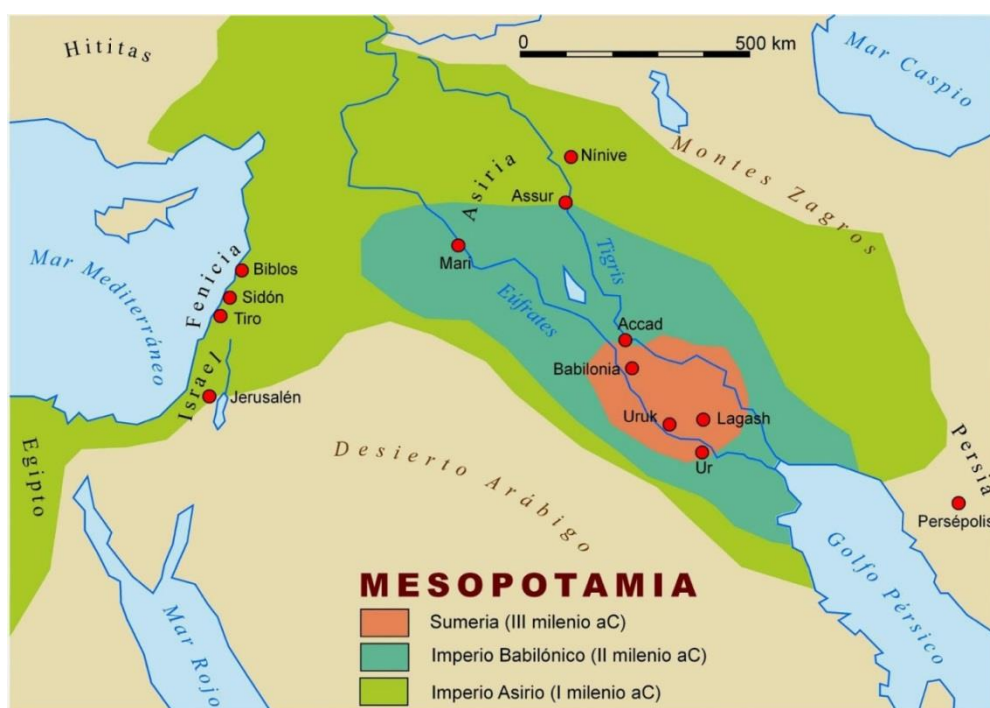 Hititas
0 500 km
Mar Caspio
Montes Zagros
Nínive
Asiria
Assur
Mari
Tigris
Éufrates
Mar Mediterráneo
Fenicia
Biblos
Sidón
Tiro
Israel
Jerusalén
Accad
Babilonia
Uruk
Lagash
Ur
Egipto
Desierto Arábigo
Persia
Persépolis
Golfo Pérsico
Mar Rojo
MESOPOTAMIA
Sumeria (III milenio aC)
Imperio Babilónico (II milenio aC)
Imperio Asirio (I milenio aC)